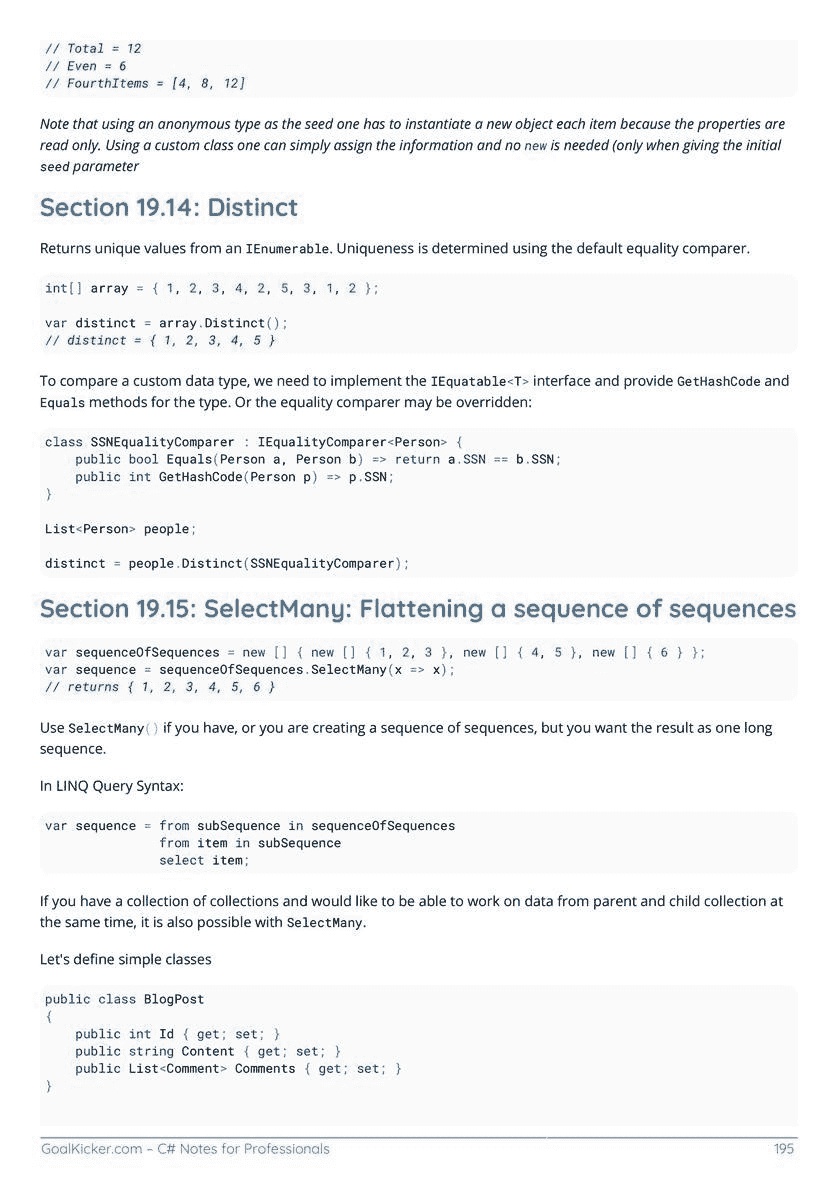 // Total = 12
// Even = 6
// FourthItems = [4, 8, 12]
Note that using an anonymous type as the seed one has to instantiate a new object each item because the properties are
read only. Using a custom class one can simply assign the information and no new is needed (only when giving the initial
seed parameter
Section 19.14: Distinct
Returns unique values from an IEnumerable. Uniqueness is determined using the default equality comparer.
int[] array = { 1, 2, 3, 4, 2, 5, 3, 1, 2 };
var distinct = array.Distinct();
// distinct = { 1, 2, 3, 4, 5 }
To compare a custom data type, we need to implement the IEquatable<T> interface and provide GetHashCode and
Equals methods for the type. Or the equality comparer may be overridden:
class SSNEqualityComparer : IEqualityComparer<Person> {
    public bool Equals(Person a, Person b) => return a.SSN == b.SSN;
    public int GetHashCode(Person p) => p.SSN;
}
List<Person> people;
distinct = people.Distinct(SSNEqualityComparer);
Section 19.15: SelectMany: Flattening a sequence of sequences
var sequenceOfSequences = new [] { new [] { 1, 2, 3 }, new [] { 4, 5 }, new [] { 6 } };
var sequence = sequenceOfSequences.SelectMany(x => x);
// returns { 1, 2, 3, 4, 5, 6 }
Use SelectMany() if you have, or you are creating a sequence of sequences, but you want the result as one long
sequence.
In LINQ Query Syntax:
var sequence = from subSequence in sequenceOfSequences
               from item in subSequence
               select item;
If you have a collection of collections and would like to be able to work on data from parent and child collection at
the same time, it is also possible with SelectMany.
Let's define simple classes
public class BlogPost
{
    public int Id { get; set; }
    public string Content { get; set; }
    public List<Comment> Comments { get; set; }
}
GoalKicker.com – C# Notes for Professionals 195